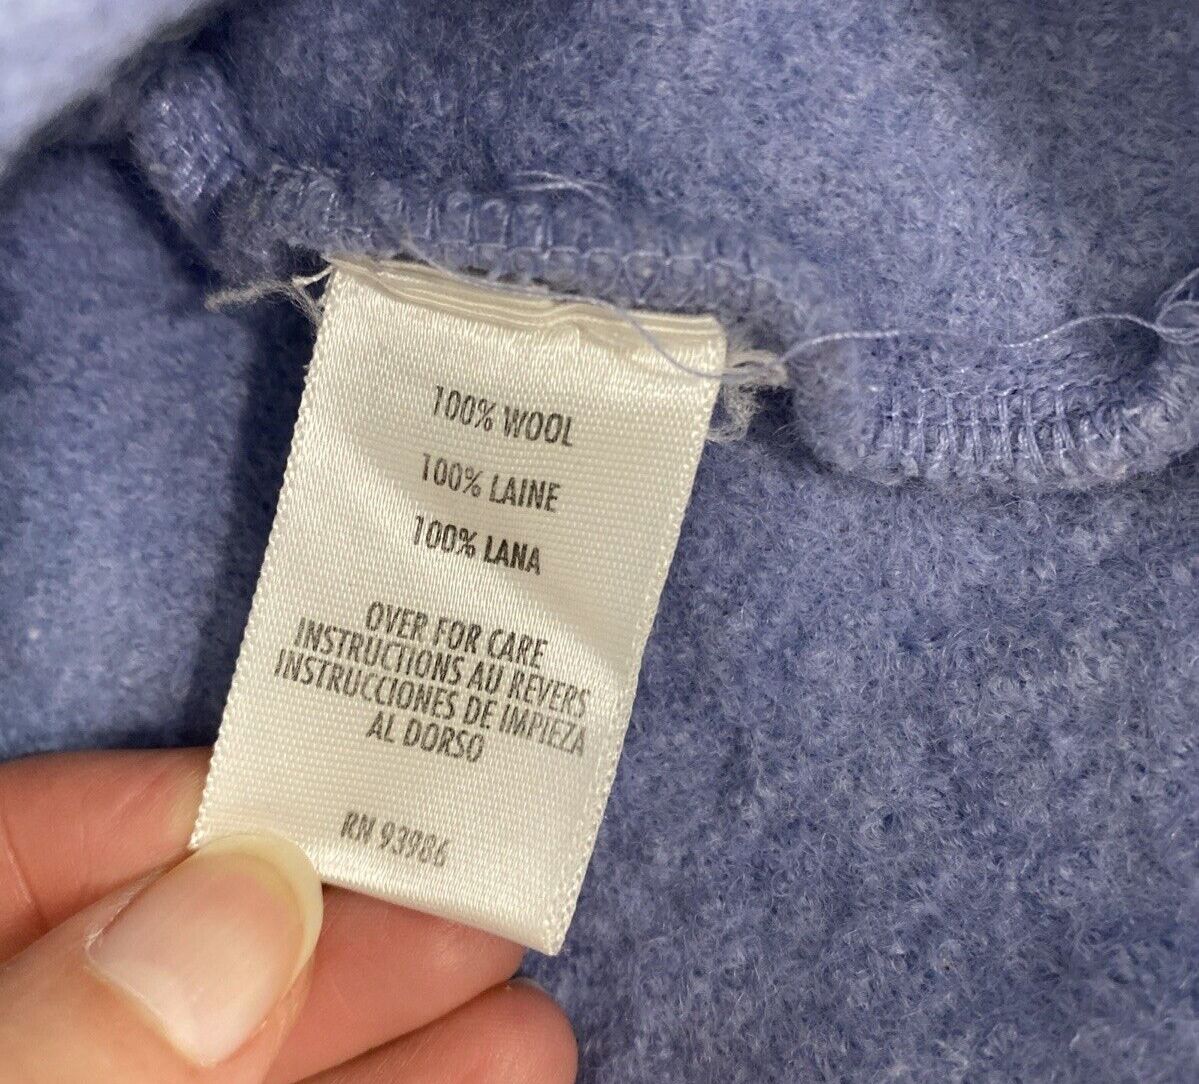 100% WOOL
100% LAINE
100% LANA
OVER FOR CARE
INSTRUCTIONS AU REVERS
INSTRUCCIONES DE IMPIEZA
AL DORSO
RN 93986